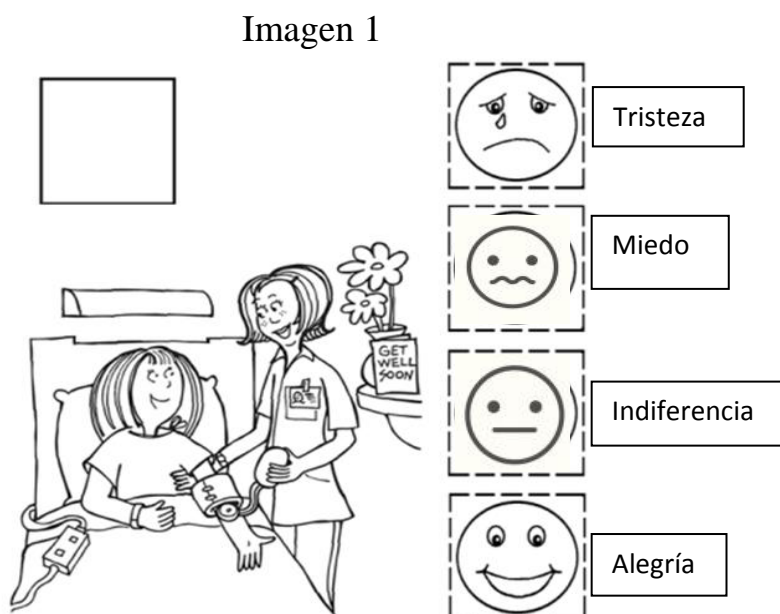 Imagen 1
Tristeza
Miedo
GET
WELL
SOON
Indiferencia
Alegría